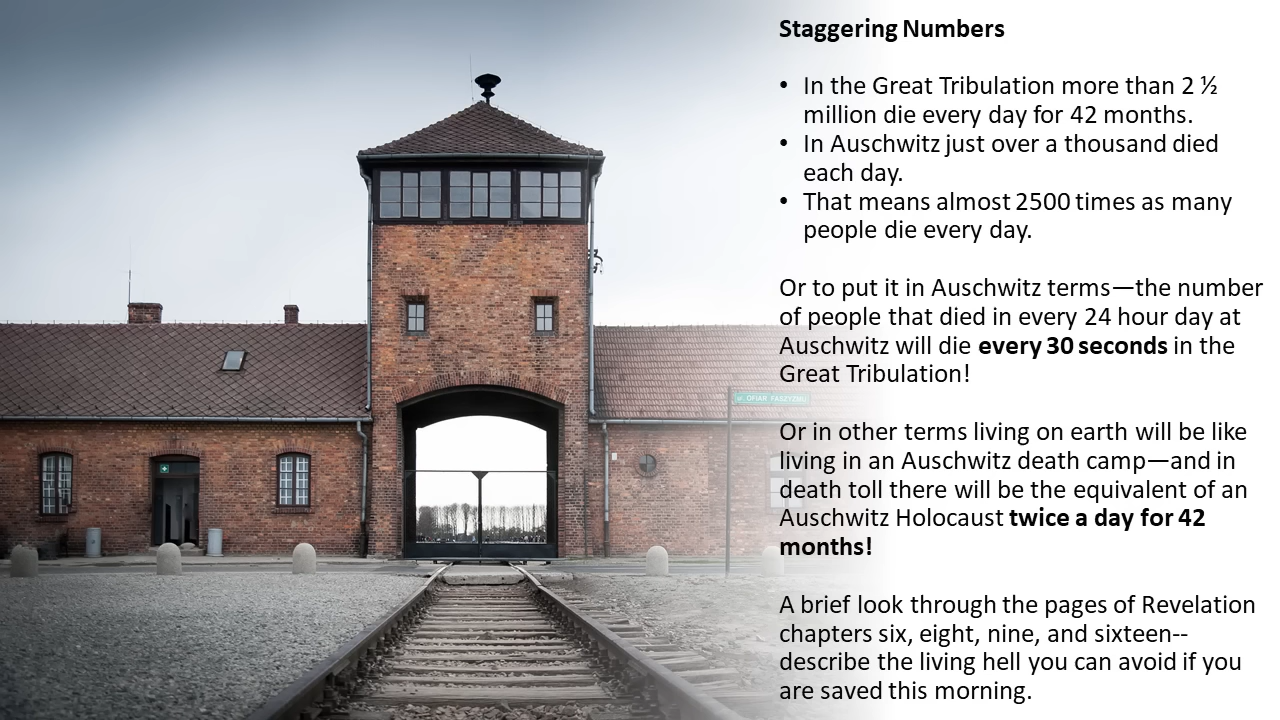 Staggering Numbers
• In the Great Tribulation more than 2 ½
million die every day for 42 months.
• In Auschwitz just over a thousand died
each day.
• That means almost 2500 times as many
people die every day.
Or to put it in Auschwitz terms—the number
of people that died in every 24 hour day at
Auschwitz will die every 30 seconds in the
Great Tribulation!
ul. OFIAR FASZYZMU
Or in other terms living on earth will be like
living in an Auschwitz death camp—and in
death toll there will be the equivalent of an
Auschwitz Holocaust twice a day for 42
months!
A brief look through the pages of Revelation
chapters six, eight, nine, and sixteen--
describe the living hell you can avoid if you
are saved this morning.